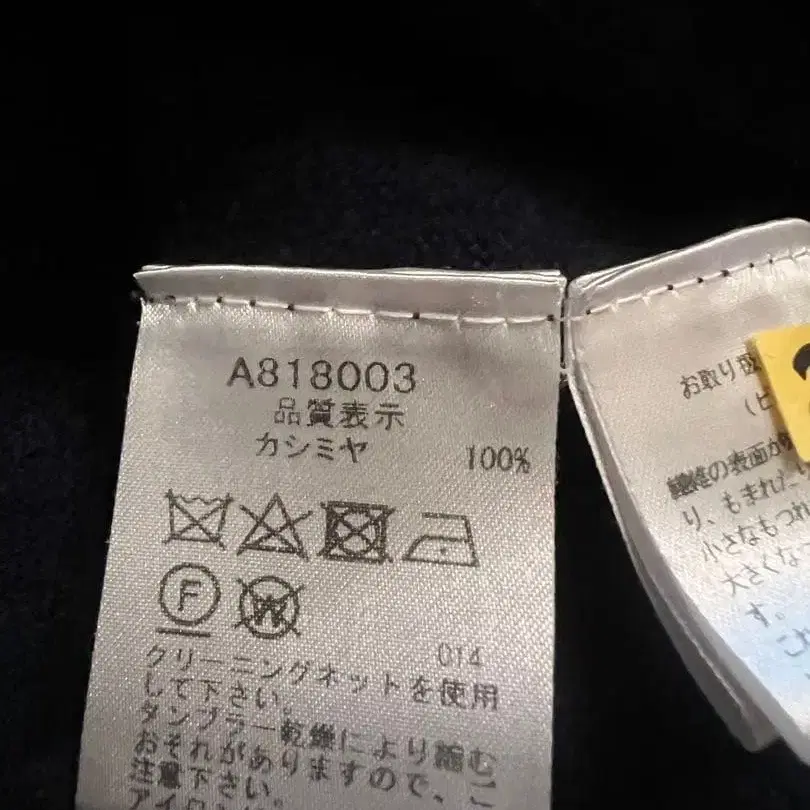 A818003
品質表示
カシミヤ 100%
F
W
014
クリーニングネットを使用
して下さい。
タンブラー乾燥により縮むこ
おそれがありますので、
注意下さい。
お取り扱
(ピ
の表面が
り、もまれた
小さなもつれ
大きくな
す。